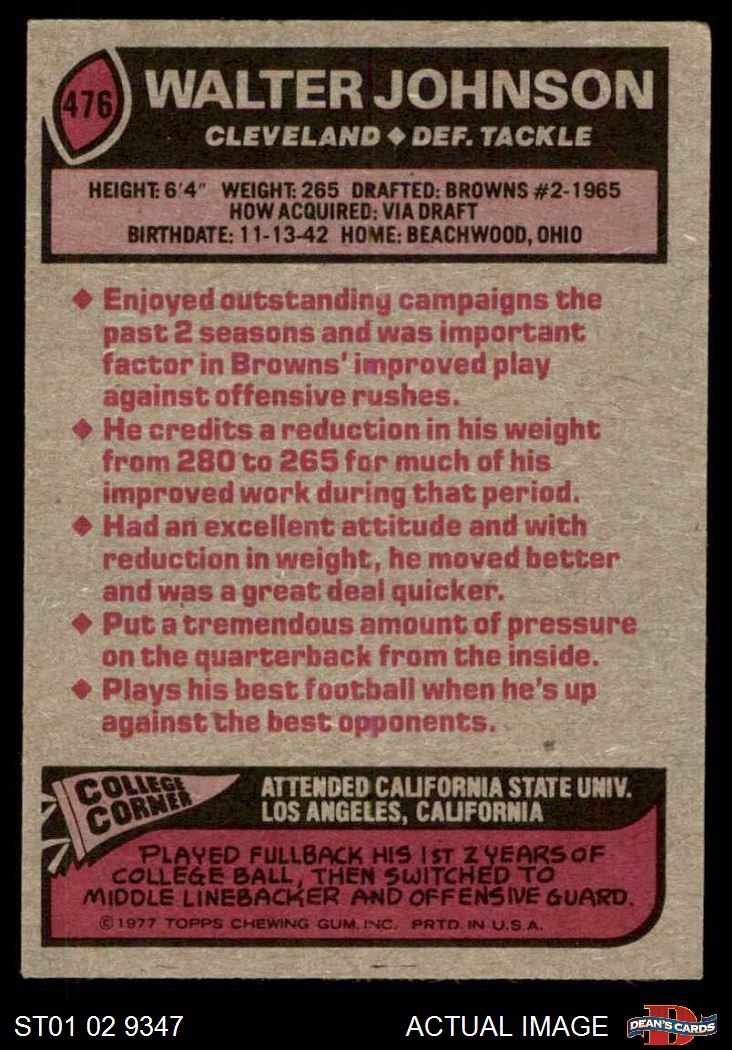 476
WALTER JOHNSON
CLEVELAND ◆ DEF. TACKLE
HEIGHT: 6'4" WEIGHT: 265 DRAFTED: BROWNS #2-1965
HOW ACQUIRED: VIA DRAFT
BIRTHDATE: 11-13-42 HOME: BEACHWOOD, OHIO
◆ Enjoyed outstanding campaigns the
past 2 seasons and was important
factor in Browns' improved play
against offensive rushes.
◆ He credits a reduction in his weight
from 280 to 265 for much of his
improved work during that period.
◆ Had an excellent attitude and with
reduction in weight, he moved better
and was a great deal quicker.
◆ Put a tremendous amount of pressure
on the quarterback from the inside.
◆ Plays his best football when he's up
against the best opponents.
COLLEGE
CORNER
ATTENDED CALIFORNIA STATE UNIV.
LOS ANGELES, CALIFORNIA
PLAYED FULLBACK HIS 1ST 2 YEARS OF
COLLEGE BALL, THEN SWITCHED TO
MIDDLE LINEBACKER AND OFFENSIVE GUARD.
©1977 TOPPS CHEWING GUM, INC. PRTD. IN U.S.A.
ST01 02 9347
ACTUAL IMAGE
D
DEAN'S CARDS